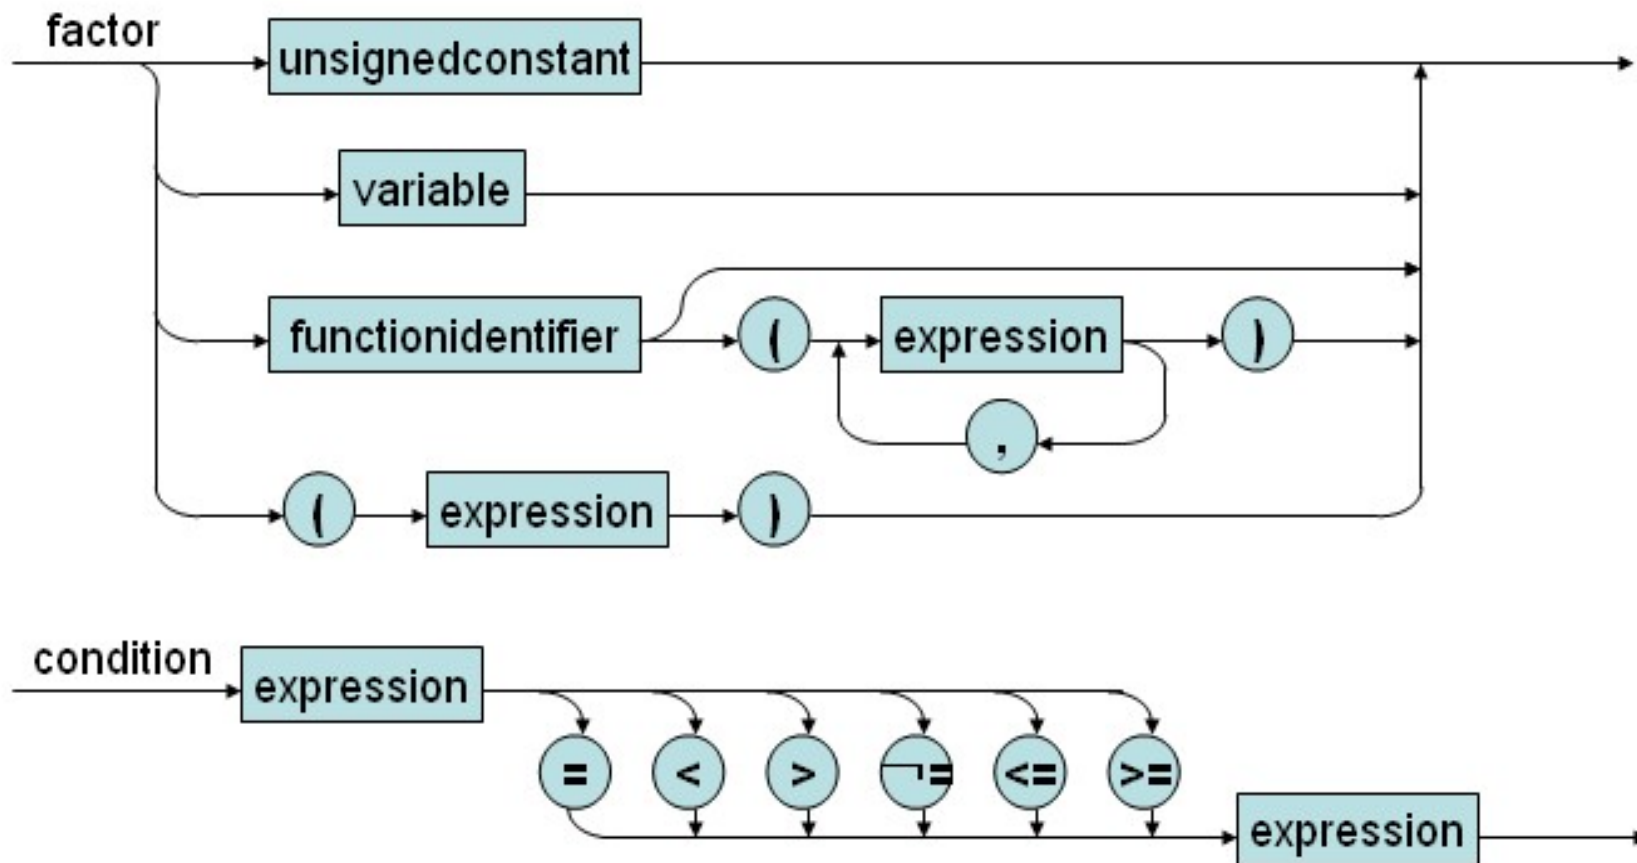 factor
unsignedconstant
variable
functionidentifier ( expression )
,
( expression )
condition
expression
= < > ¬= <= >=
expression